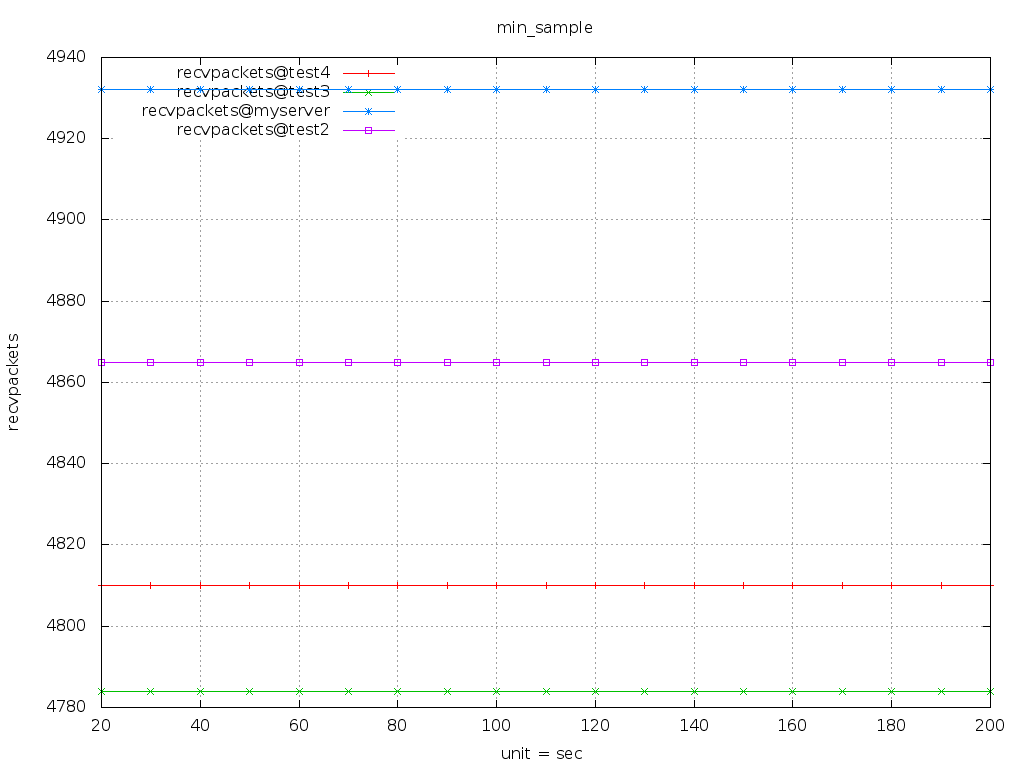 min_sample
4940
4920
4900
4880
4860
4840
4820
4800
4780
recvpackets
recvpackets@test4
recvpackets@test3
recvpackets@myserver
recvpackets@test2
20 40 60 80 100 120 140 160 180 200
unit = sec